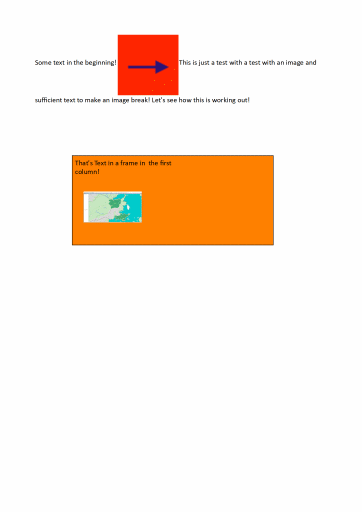 Some text in the beginning! This is just a test with a test with an image and
sufficient text to make an image break! Let's see how this is working out!
That's Text in a frame in the first
column!